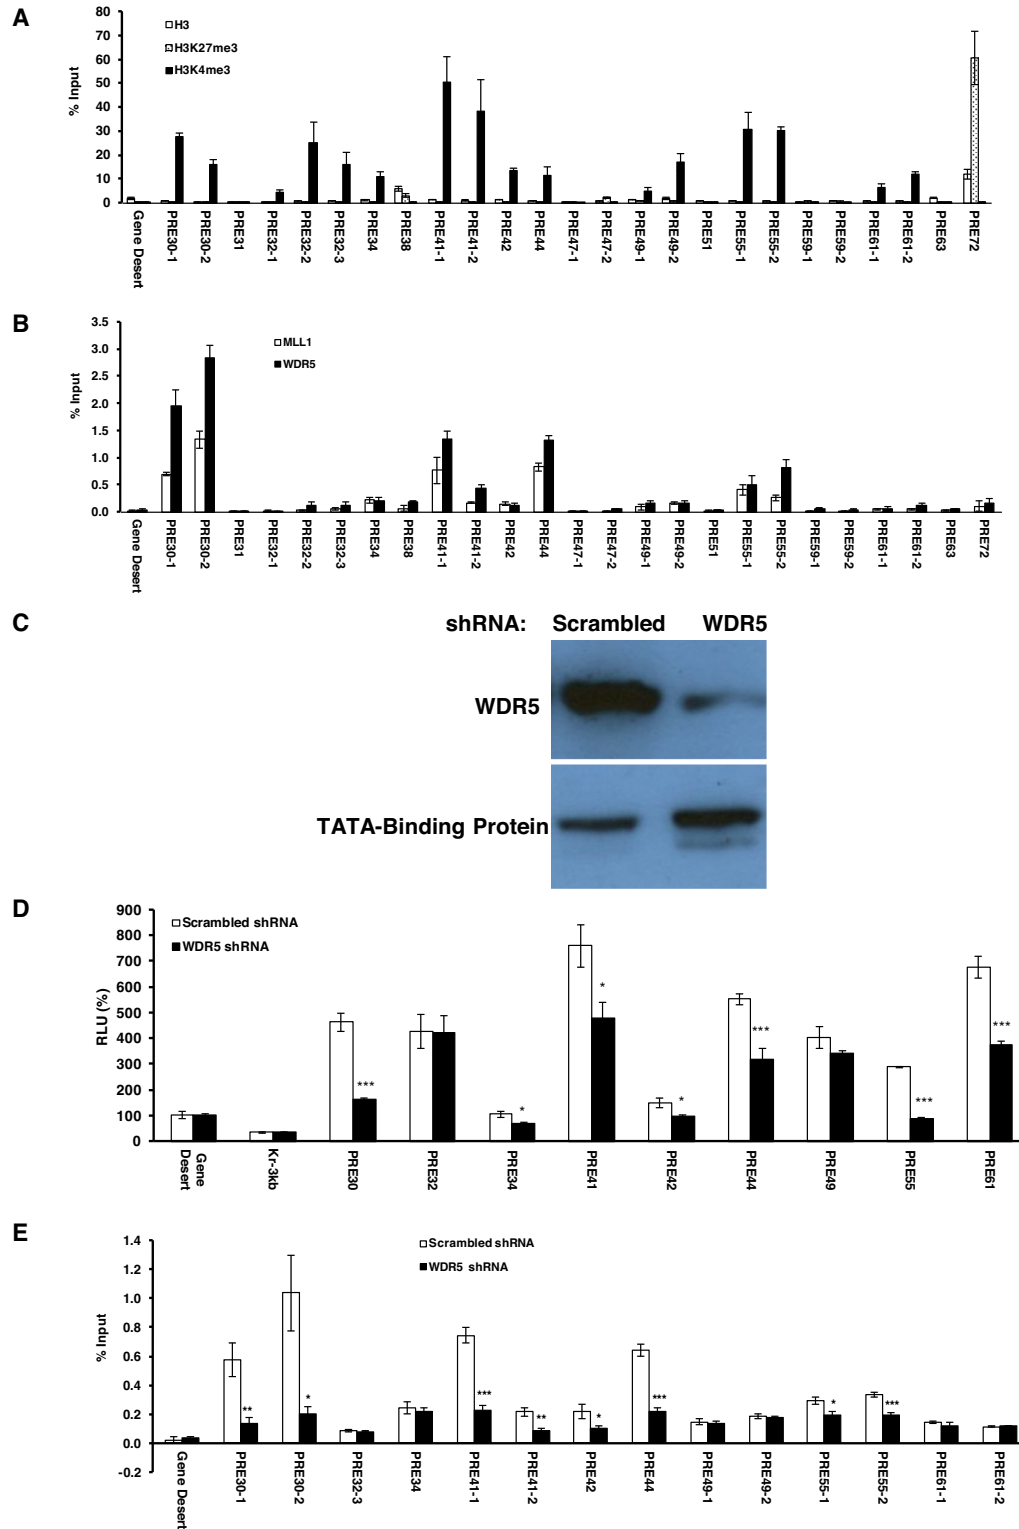 A
80
70
60
50
40
30
20
10
0
% Input
H3
H3K27me3
H3K4me3
Gene Desert
PRE30-1
PRE30-2
PRE31
PRE32-1
PRE32-2
PRE32-3
PRE34
PRE38
PRE41-1
PRE41-2
PRE42
PRE44
PRE47-1
PRE47-2
PRE49-1
PRE49-2
PRE51
PRE55-1
PRE55-2
PRE59-1
PRE59-2
PRE61-1
PRE61-2
PRE63
PRE72
B
3.5
3.0
2.5
2.0
1.5
1.0
0.5
0.0
% Input
MLL1
WDR5
Gene Desert
PRE30-1
PRE30-2
PRE31
PRE32-1
PRE32-2
PRE32-3
PRE34
PRE38
PRE41-1
PRE41-2
PRE42
PRE44
PRE47-1
PRE47-2
PRE49-1
PRE49-2
PRE51
PRE55-1
PRE55-2
PRE59-1
PRE59-2
PRE61-1
PRE61-2
PRE63
PRE72
C
shRNA: Scrambled WDR5
WDR5
TATA-Binding Protein
D
900
800
700
600
500
400
300
200
100
0
RLU (%)
Scrambled shRNA
WDR5 shRNA
***
*
*
*
***
***
***
Gene
Desert
Kr-3kb
PRE30
PRE32
PRE34
PRE41
PRE42
PRE44
PRE49
PRE55
PRE61
E
1.4
1.2
1.0
0.8
0.6
0.4
0.2
0.0
-0.2
% Input
Scrambled shRNA
WDR5 shRNA
**
*
***
**
*
***
*
***
Gene Desert
PRE30-1
PRE30-2
PRE32-3
PRE34
PRE41-1
PRE41-2
PRE42
PRE44
PRE49-1
PRE49-2
PRE55-1
PRE55-2
PRE61-1
PRE61-2